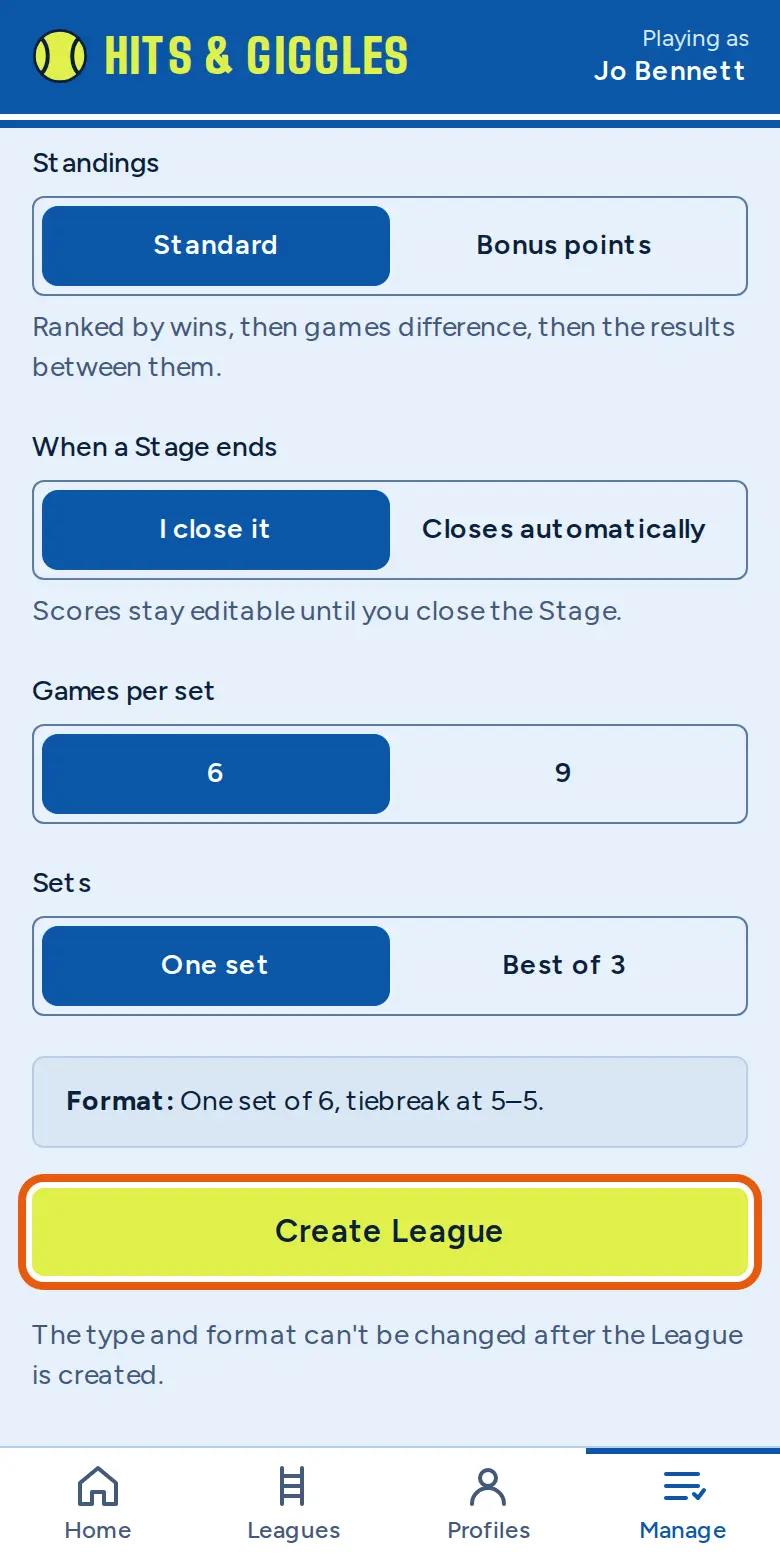 HITS & GIGGLES
Playing as
Jo Bennett
Standings
Standard
Bonus points
Ranked by wins, then games difference, then the results
between them.
When a Stage ends
I close it
Closes automatically
Scores stay editable until you close the Stage.
Games per set
6
9
Sets
One set
Best of 3
Format: One set of 6, tiebreak at 5–5.
Create League
The type and format can't be changed after the League
is created.
Home
Leagues
Profiles
Manage